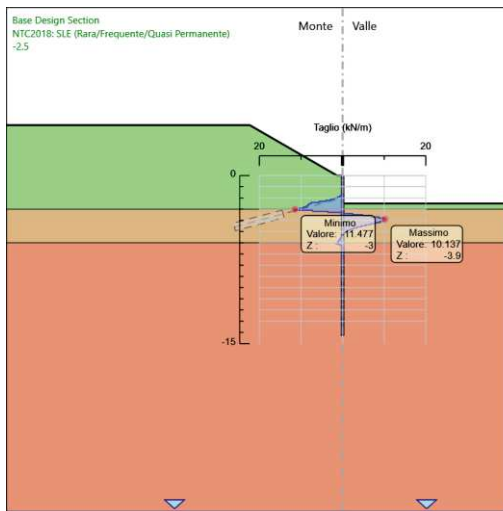 Base Design Section
NTC2018: SLE (Rara/Frequente/Quasi Permanente)
-2.5
Monte Valle
Taglio (kN/m)
20 20
0
Minimo
Valore: -11.477
Z : -3
Massimo
Valore: 10.137
Z : -3.9
-15